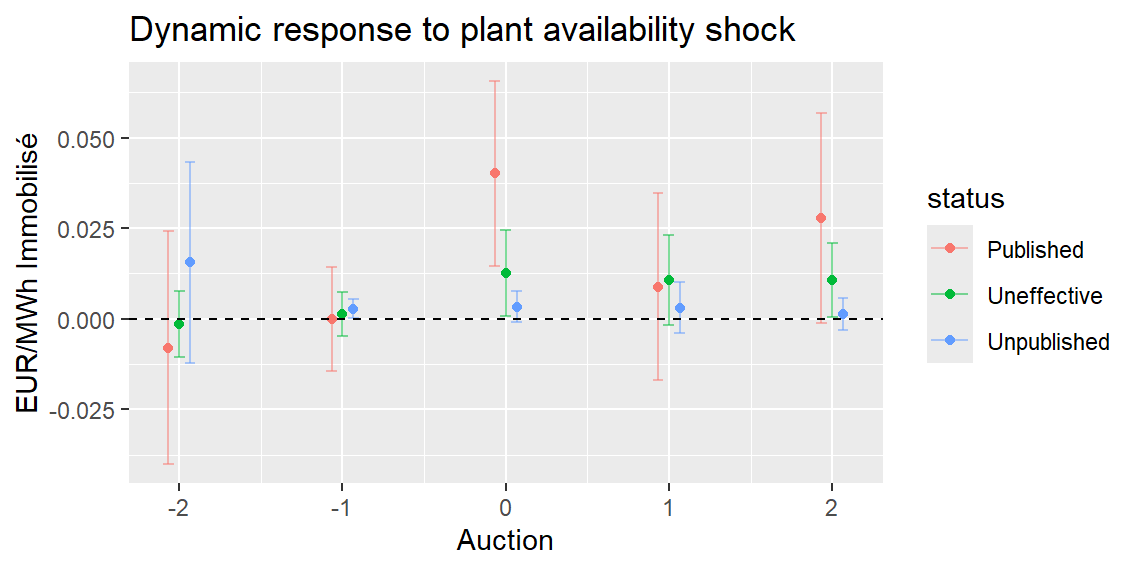 Dynamic response to plant availability shock
EUR/MWh Immobilisé
0.050
0.025
0.000
-0.025
-2
-1
0
1
2
Auction
status
Published
Uneffective
Unpublished